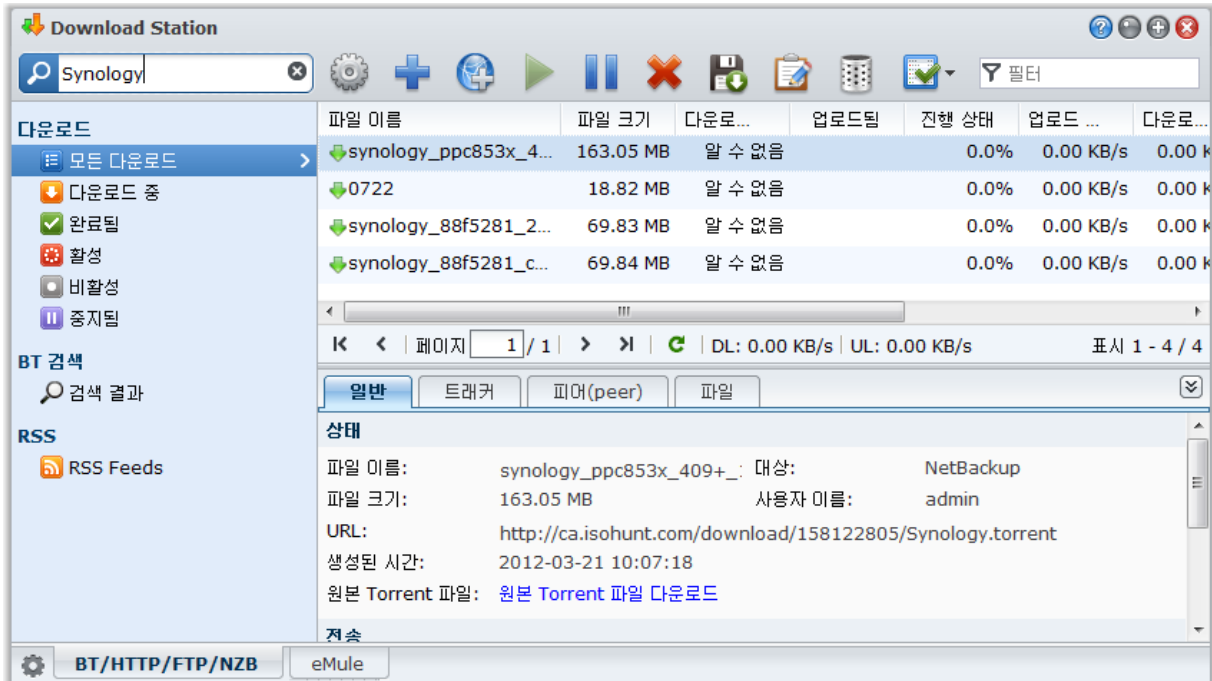 Download Station
Synology
필터
다운로드
모든 다운로드
다운로드 중
완료됨
활성
비활성
중지됨
BT 검색
검색 결과
RSS
RSS Feeds
파일 이름 파일 크기 다운로... 업로드됨 진행 상태 업로드 ... 다운로...
synology_ppc853x_4... 163.05 MB 알 수 없음 0.0% 0.00 KB/s 0.00 K
0722 18.82 MB 알 수 없음 0.0% 0.00 KB/s 0.00 K
synology_88f5281_2... 69.83 MB 알 수 없음 0.0% 0.00 KB/s 0.00 K
synology_88f5281_c... 69.84 MB 알 수 없음 0.0% 0.00 KB/s 0.00 K
페이지 1 / 1 DL: 0.00 KB/s UL: 0.00 KB/s 표시 1 - 4 / 4
일반 트래커 피어(peer) 파일
상태
파일 이름: synology_ppc853x_409+_ 대상: NetBackup
파일 크기: 163.05 MB 사용자 이름: admin
URL: http://ca.isohunt.com/download/158122805/Synology.torrent
생성된 시간: 2012-03-21 10:07:18
원본 Torrent 파일: 원본 Torrent 파일 다운로드
전송
BT/HTTP/FTP/NZB eMule